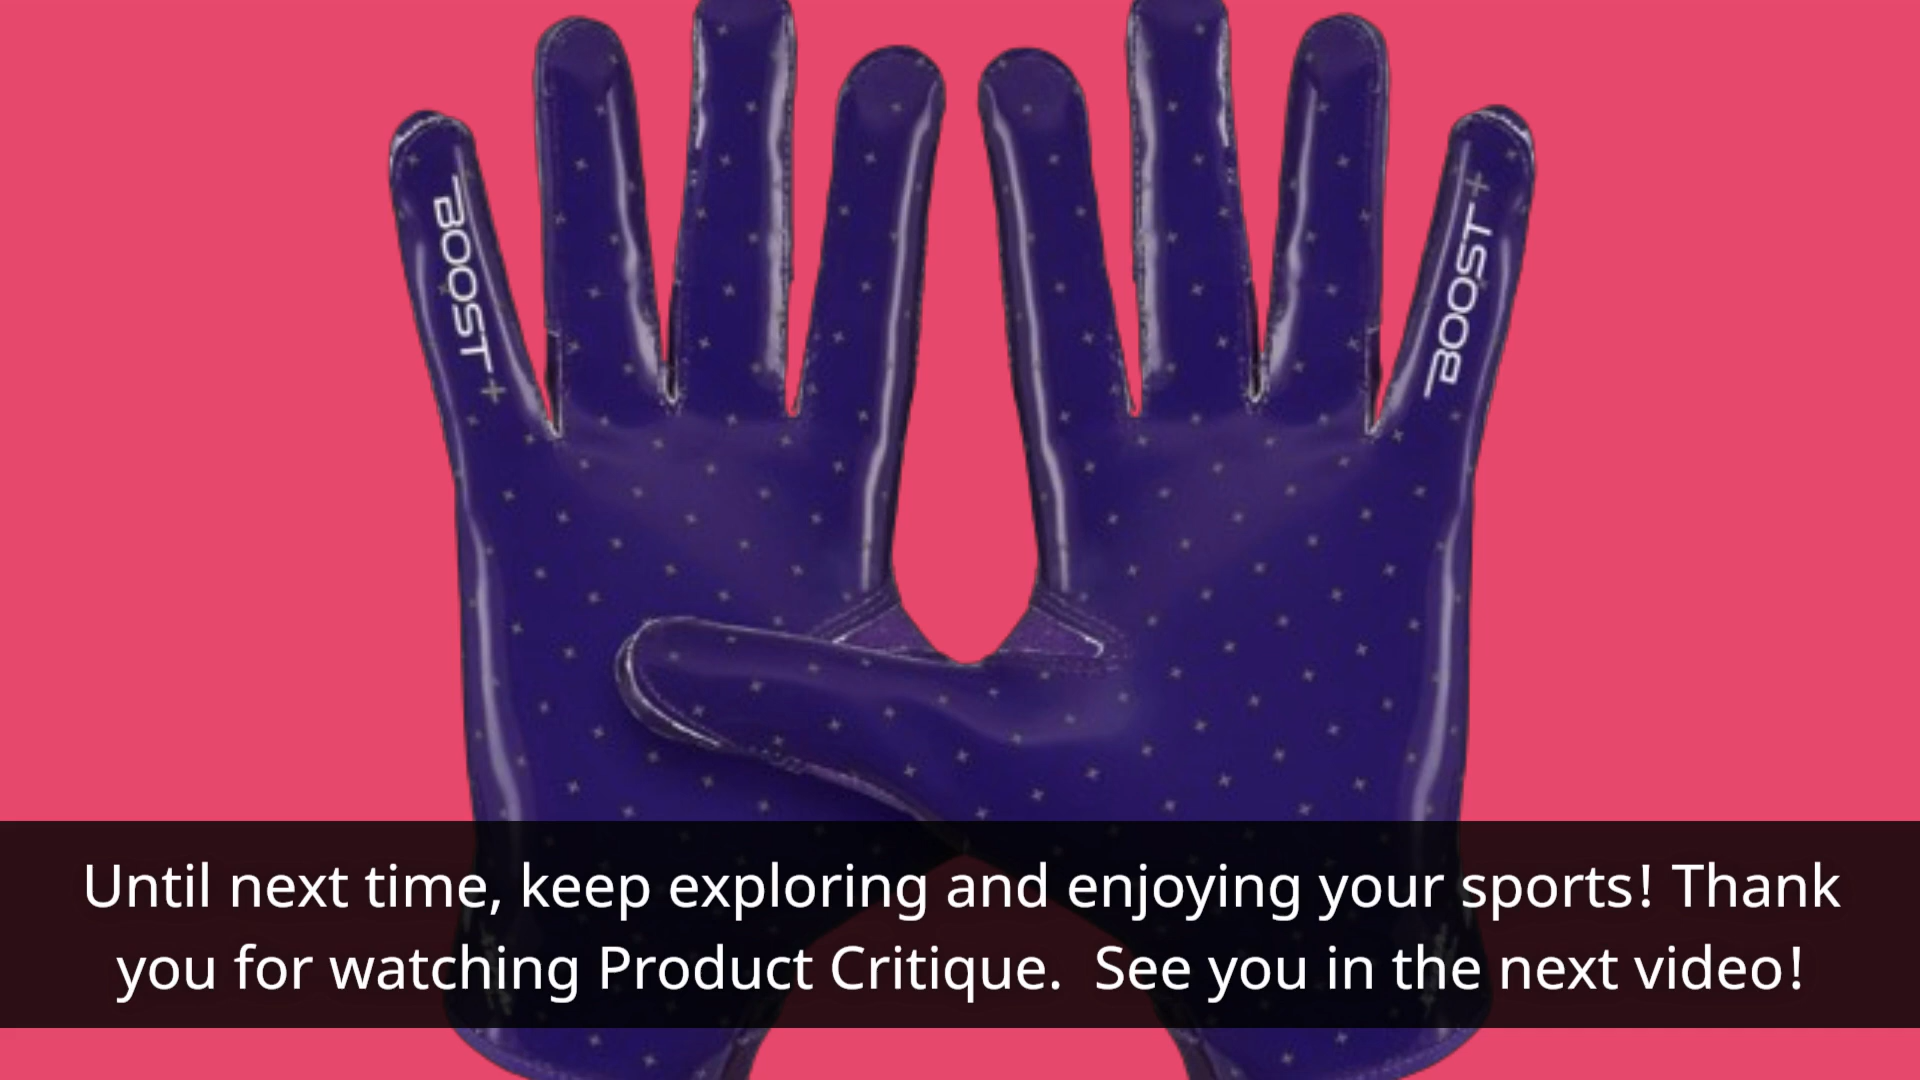 BOOST+
BOOST+
Until next time, keep exploring and enjoying your sports! Thank
you for watching Product Critique.  See you in the next video!